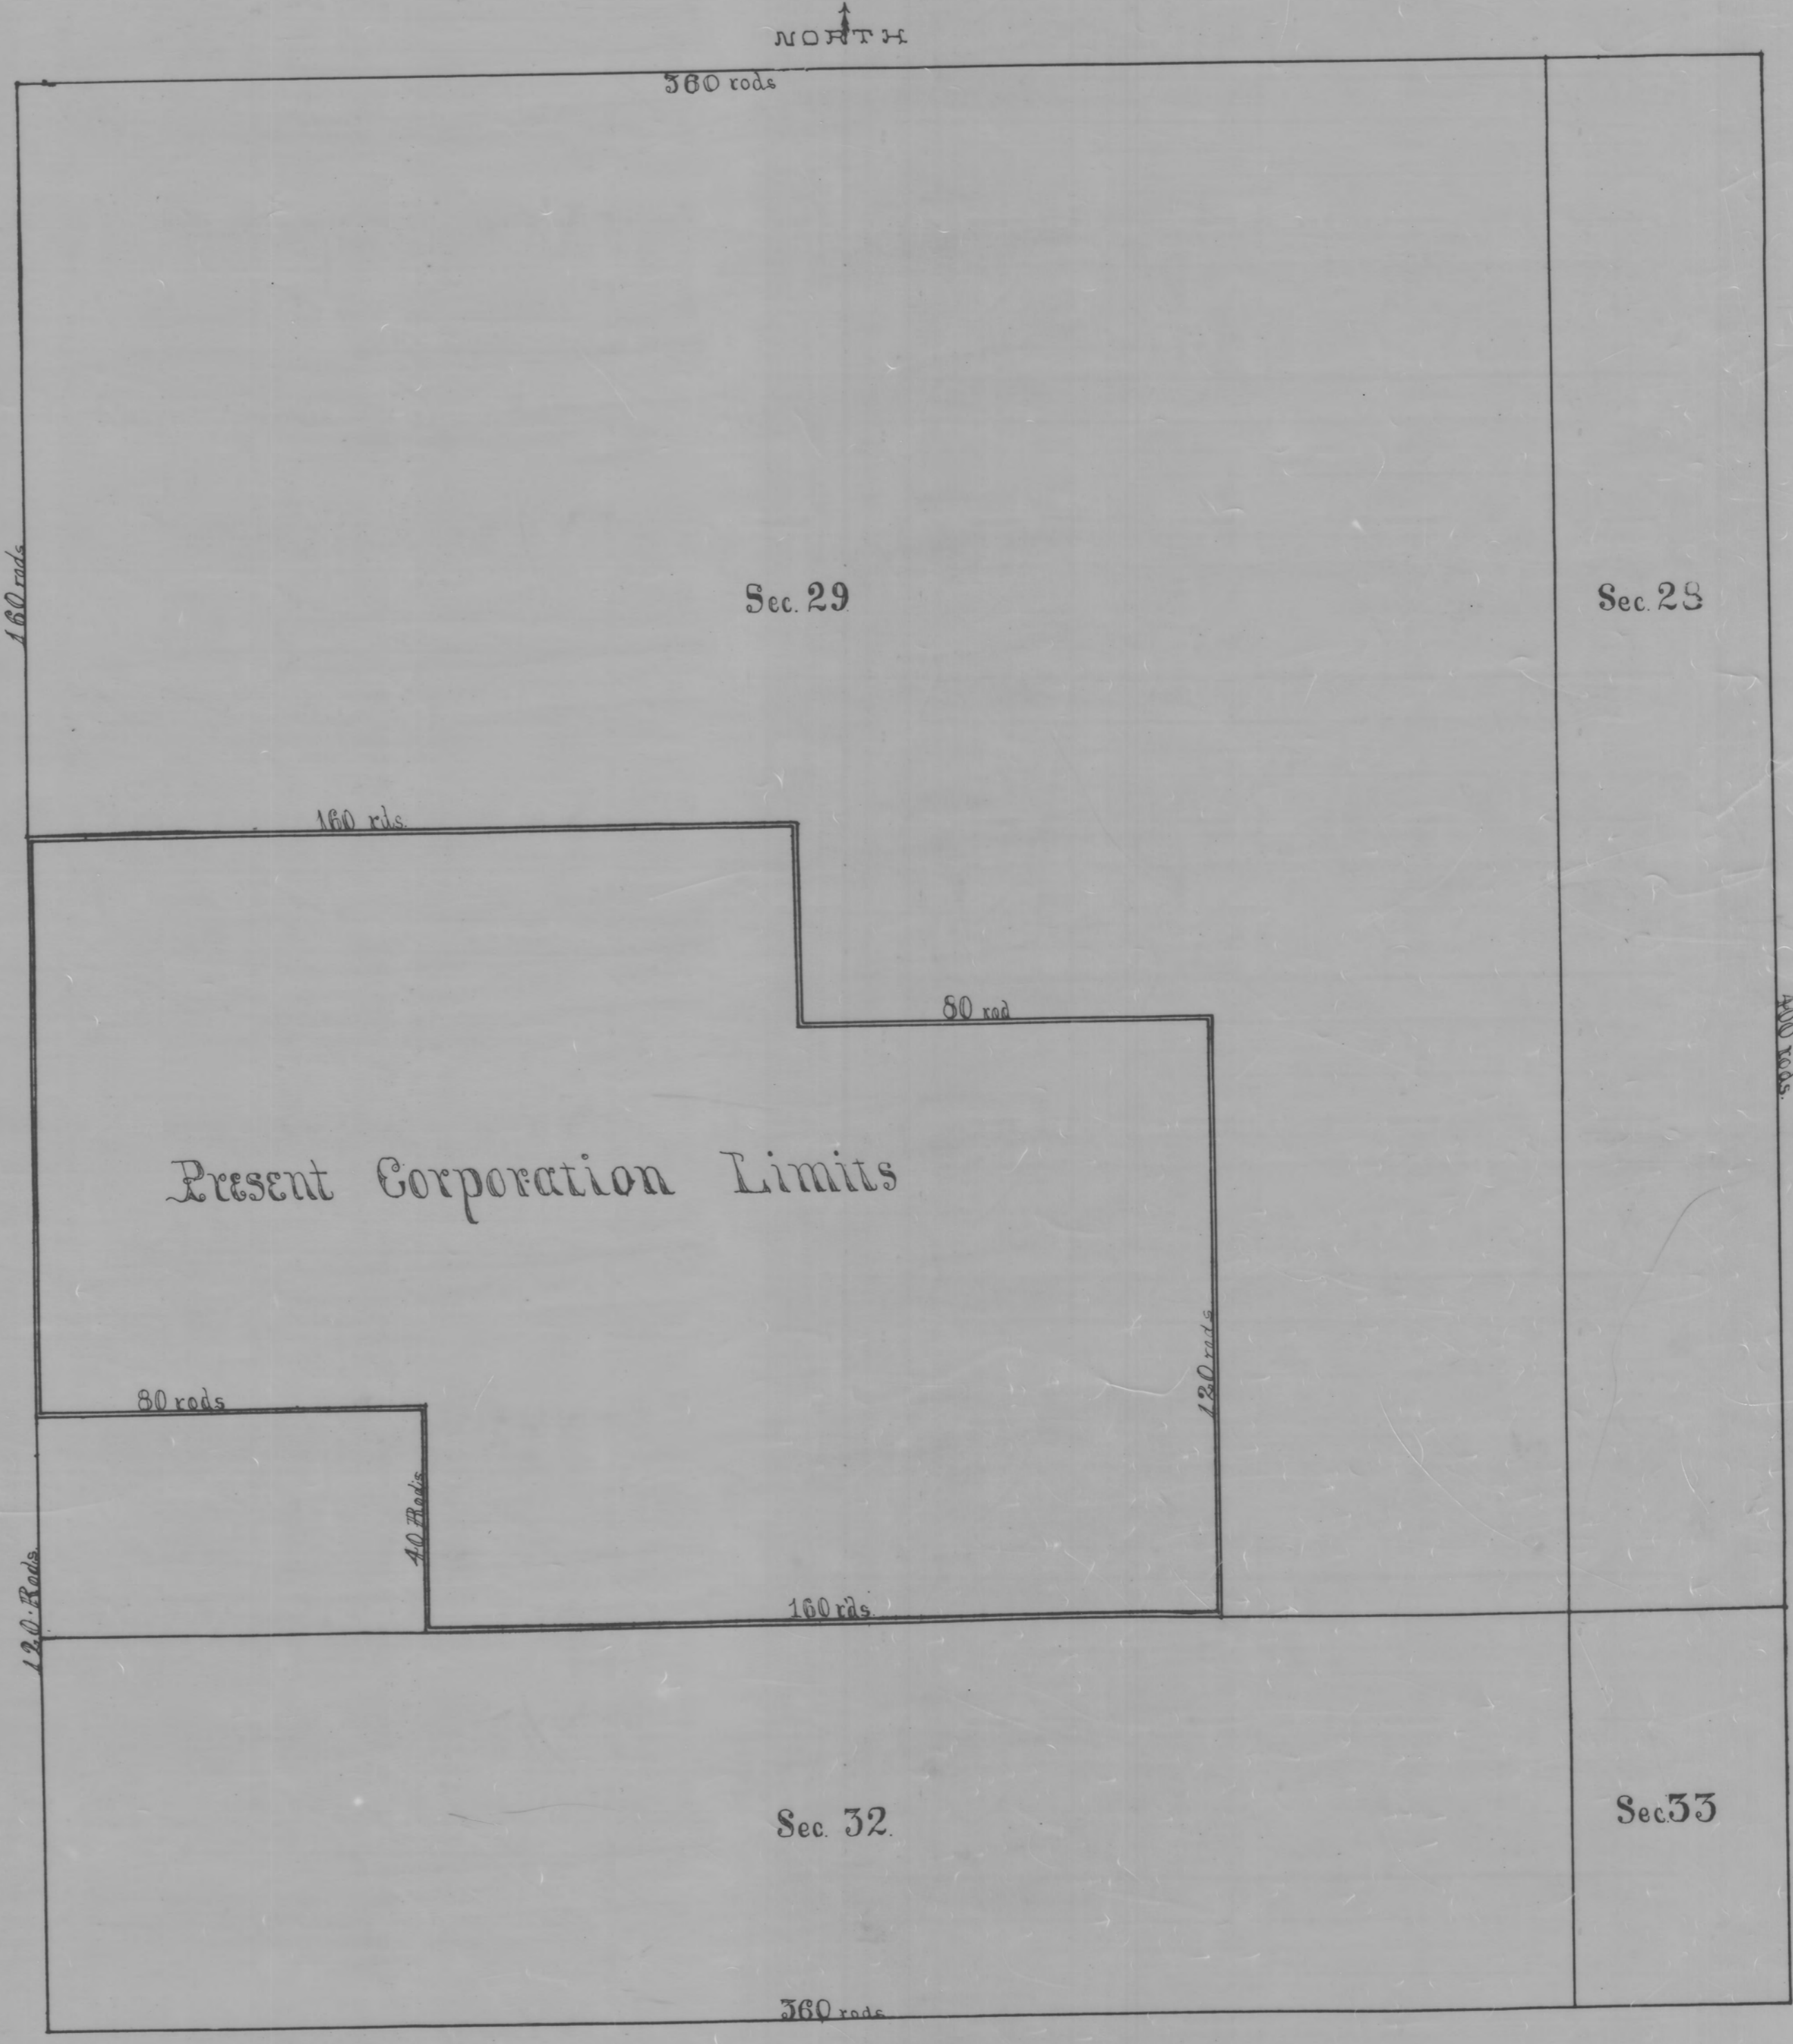 NORTH
360 rods
160 rods
Sec. 29
Sec. 28
160 rds.
80 rod
400 rods.
Present Corporation Limits
120 rods
80 rods
40 Rods
120. Rods.
160 rds.
Sec. 32.
Sec 33
360 rods